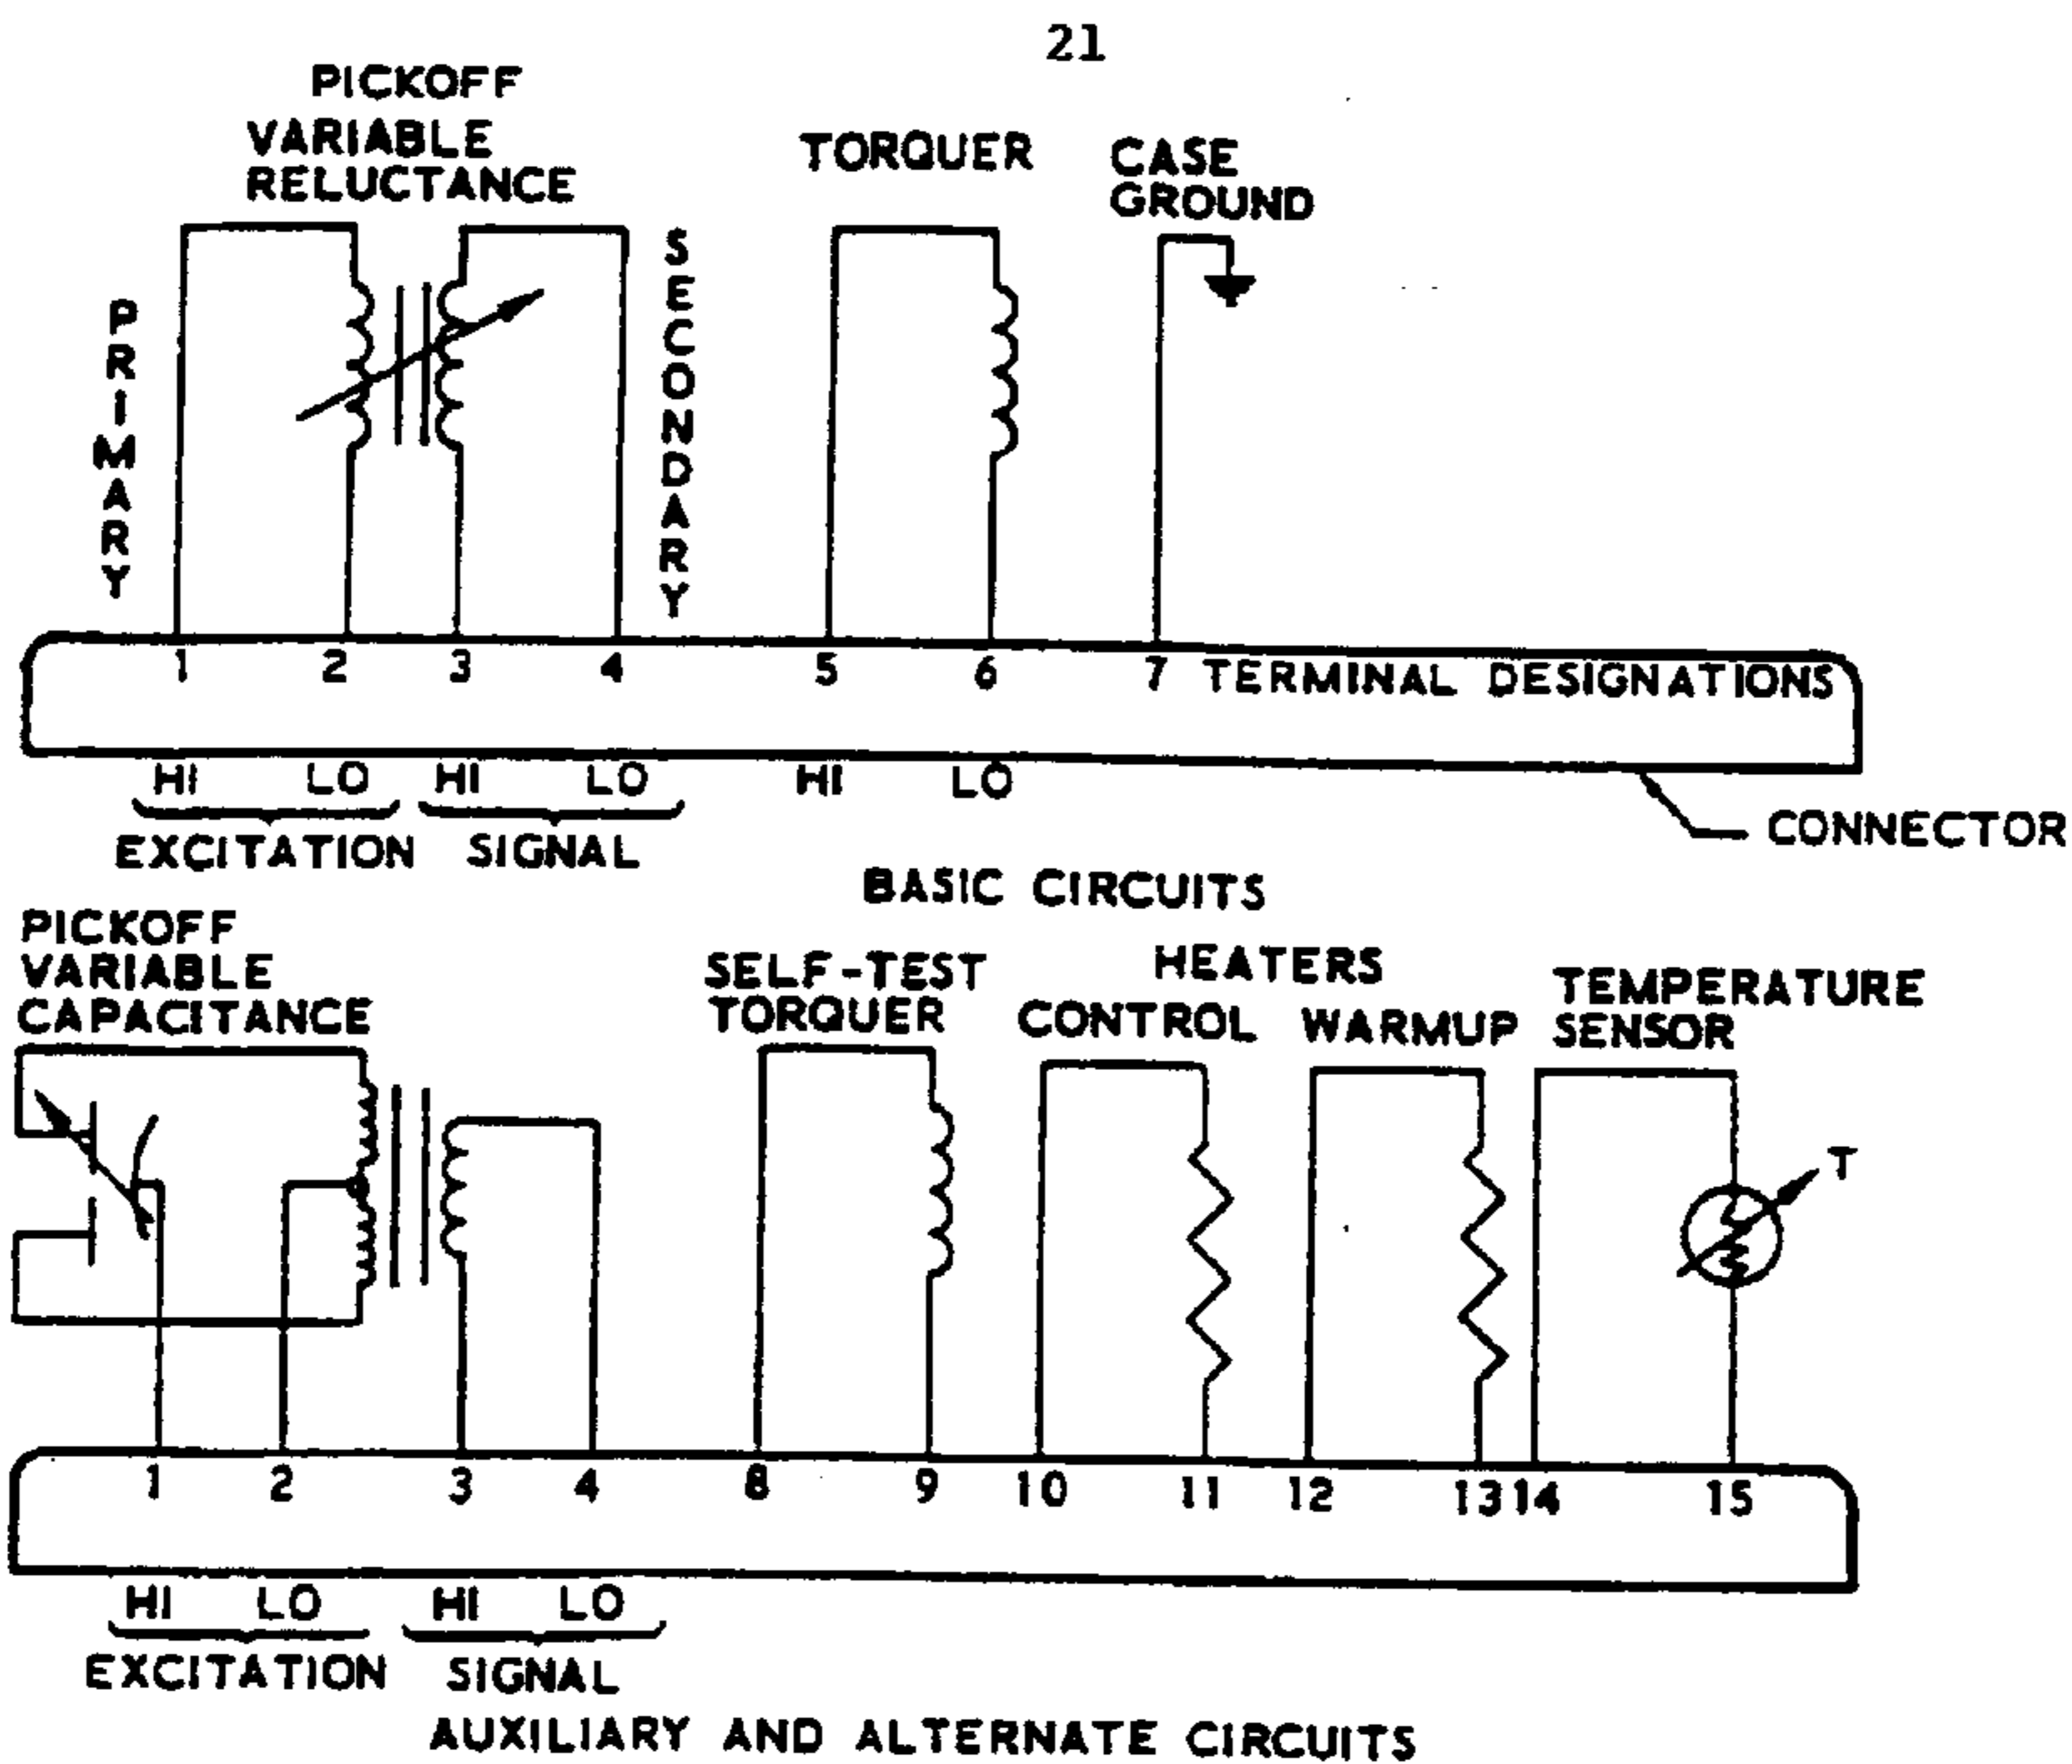 21
PICKOFF
VARIABLE
RELUCTANCE
TORQUER
CASE
GROUND
PRIMARY
SECONDARY
1 2 3 4 5 6 7 TERMINAL DESIGNATIONS
HI LO HI LO HI LO
EXCITATION SIGNAL
CONNECTOR
BASIC CIRCUITS
PICKOFF
VARIABLE
CAPACITANCE
SELF-TEST
TORQUER
HEATERS
CONTROL WARMUP
TEMPERATURE
SENSOR
T
1 2 3 4 8 9 10 11 12 13 14 15
HI LO HI LO
EXCITATION SIGNAL
AUXILIARY AND ALTERNATE CIRCUITS